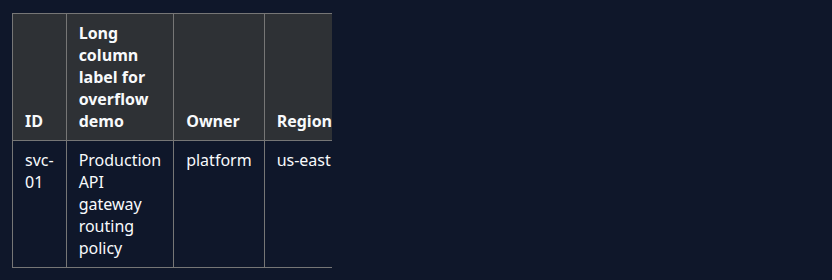 ID
Long
column
label for
overflow
demo
Owner
Region
svc-
01
Production
API
gateway
routing
policy
platform
us-east